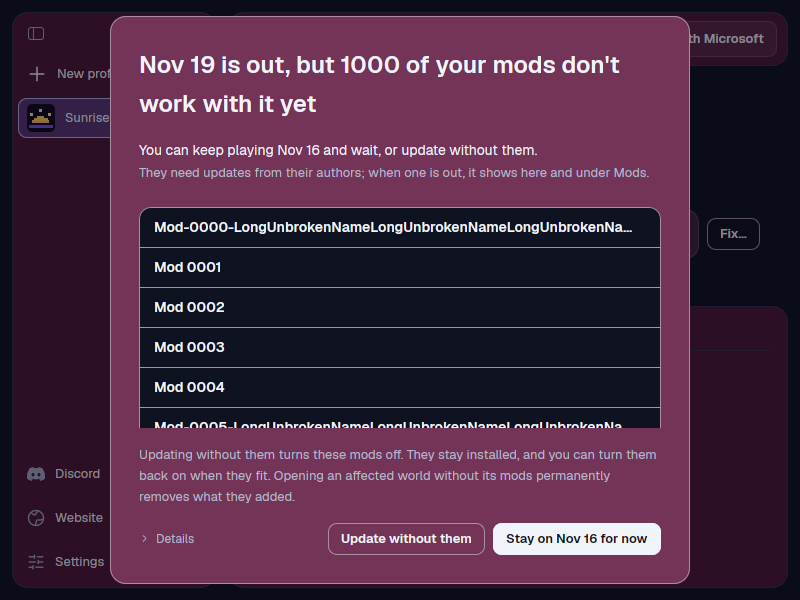 New prof
Sunrise
Discord
Website
Settings
th Microsoft
Fix...
Nov 19 is out, but 1000 of your mods don't
work with it yet
You can keep playing Nov 16 and wait, or update without them.
They need updates from their authors; when one is out, it shows here and under Mods.
Mod-0000-LongUnbrokenNameLongUnbrokenNameLongUnbrokenNa...
Mod 0001
Mod 0002
Mod 0003
Mod 0004
Mod-0005-LongUnbrokenNameLongUnbrokenNameLongUnbrokenNa...
Updating without them turns these mods off. They stay installed, and you can turn them
back on when they fit. Opening an affected world without its mods permanently
removes what they added.
Details
Update without them
Stay on Nov 16 for now